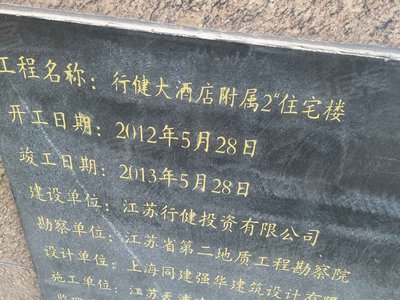 工程名称：行健大酒店附属2#住宅楼
开工日期：2012年5月28日
竣工日期：2013年5月28日
建设单位：江苏行健投资有限公司
勘察单位：江苏省第二地质工程勘察院
设计单位：上海同建强华建筑设计有限
施工单位：江苏天